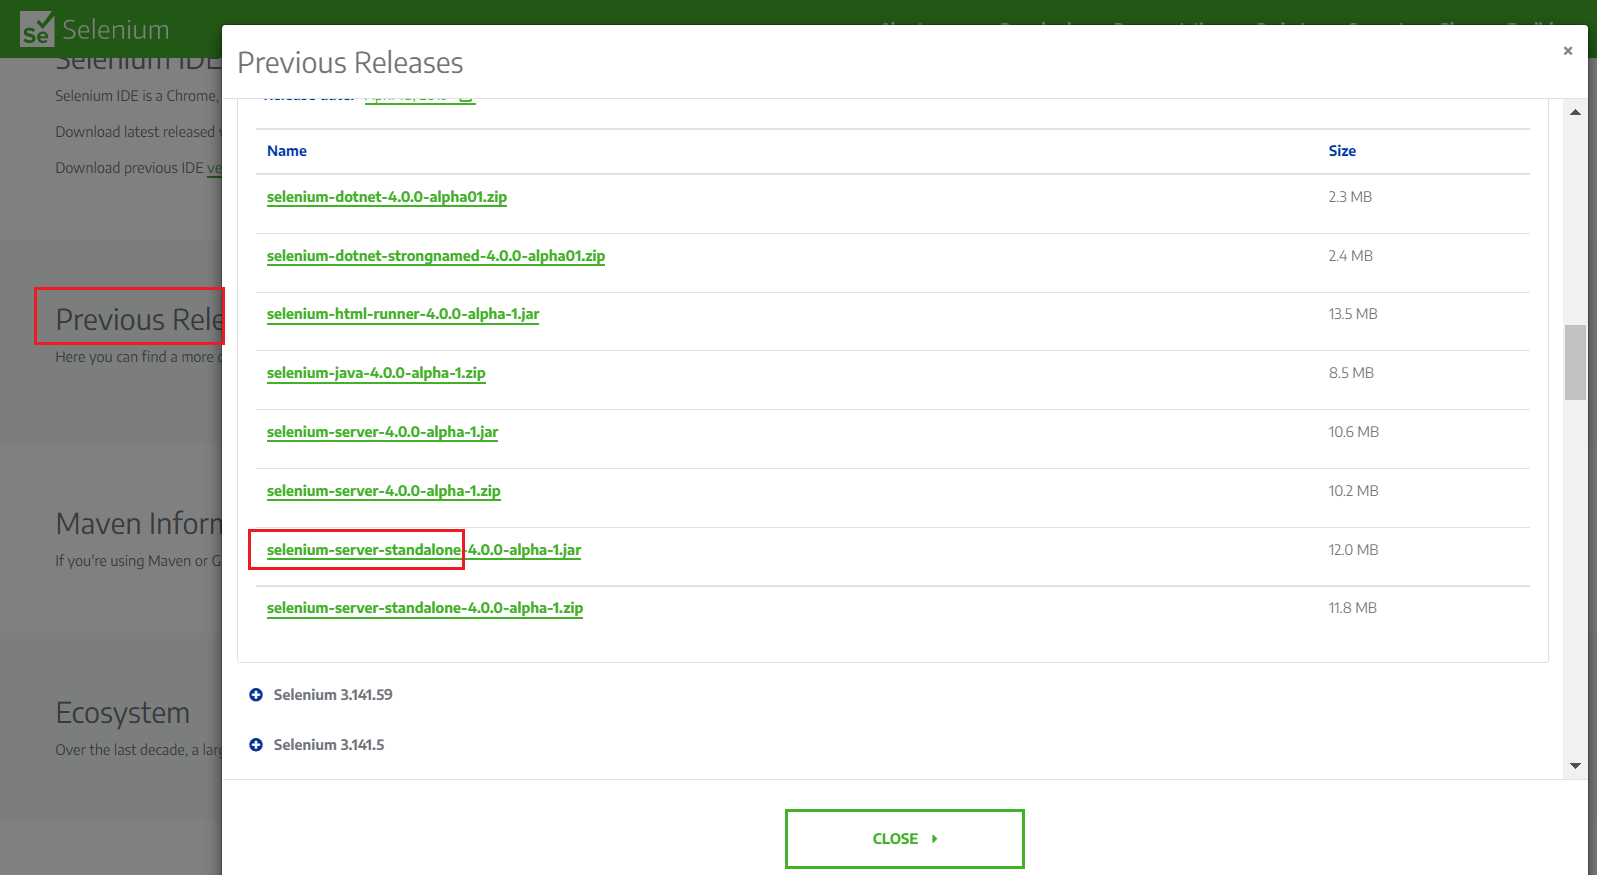 Se Selenium
Selenium IDE
Selenium IDE is a Chrome,
Download latest released
Download previous IDE ve
Previous Rele
Here you can find a more
Maven Inform
If you're using Maven or G
Ecosystem
Over the last decade, a larg
Previous Releases
×
Release date:
Name Size
selenium-dotnet-4.0.0-alpha01.zip 2.3 MB
selenium-dotnet-strongnamed-4.0.0-alpha01.zip 2.4 MB
selenium-html-runner-4.0.0-alpha-1.jar 13.5 MB
selenium-java-4.0.0-alpha-1.zip 8.5 MB
selenium-server-4.0.0-alpha-1.jar 10.6 MB
selenium-server-4.0.0-alpha-1.zip 10.2 MB
selenium-server-standalone-4.0.0-alpha-1.jar 12.0 MB
selenium-server-standalone-4.0.0-alpha-1.zip 11.8 MB
Selenium 3.141.59
Selenium 3.141.5
CLOSE